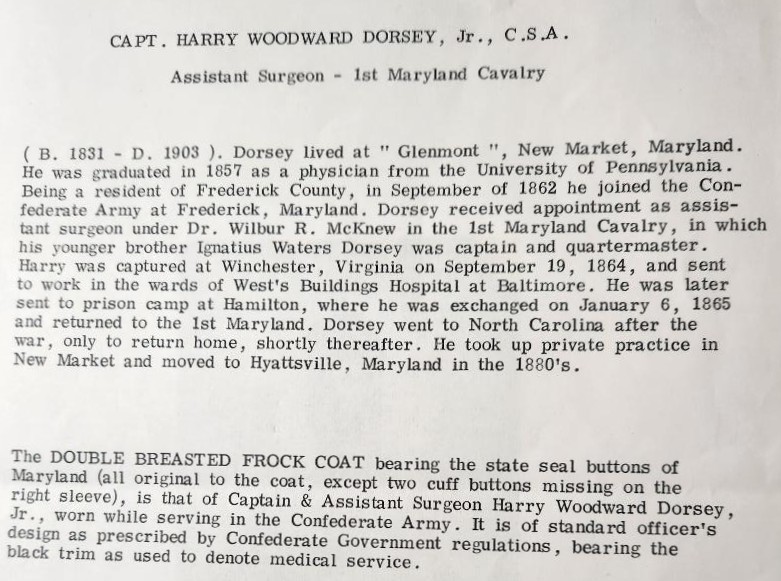 CAPT. HARRY WOODWARD DORSEY, Jr., C.S.A.
Assistant Surgeon - 1st Maryland Cavalry
( B. 1831 - D. 1903 ). Dorsey lived at " Glenmont ", New Market, Maryland.
He was graduated in 1857 as a physician from the University of Pennsylvania.
Being a resident of Frederick County, in September of 1862 he joined the Con-
federate Army at Frederick, Maryland. Dorsey received appointment as assis-
tant surgeon under Dr. Wilbur R. McKnew in the 1st Maryland Cavalry, in which
his younger brother Ignatius Waters Dorsey was captain and quartermaster.
Harry was captured at Winchester, Virginia on September 19, 1864, and sent
to work in the wards of West's Buildings Hospital at Baltimore. He was later
sent to prison camp at Hamilton, where he was exchanged on January 6, 1865
and returned to the 1st Maryland. Dorsey went to North Carolina after the
war, only to return home, shortly thereafter. He took up private practice in
New Market and moved to Hyattsville, Maryland in the 1880's.
The DOUBLE BREASTED FROCK COAT bearing the state seal buttons of
Maryland (all original to the coat, except two cuff buttons missing on the
right sleeve), is that of Captain & Assistant Surgeon Harry Woodward Dorsey,
Jr., worn while serving in the Confederate Army. It is of standard officer's
design as prescribed by Confederate Government regulations, bearing the
black trim as used to denote medical service.